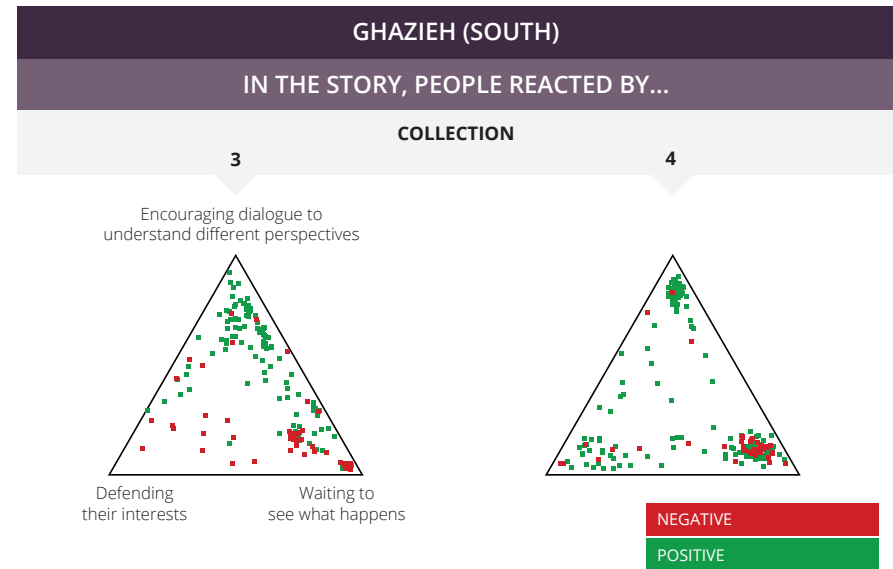 GHAZIEH (SOUTH)
IN THE STORY, PEOPLE REACTED BY...
COLLECTION
3
4
Encouraging dialogue to
understand different perspectives
Defending
their interests
Waiting to
see what happens
NEGATIVE
POSITIVE